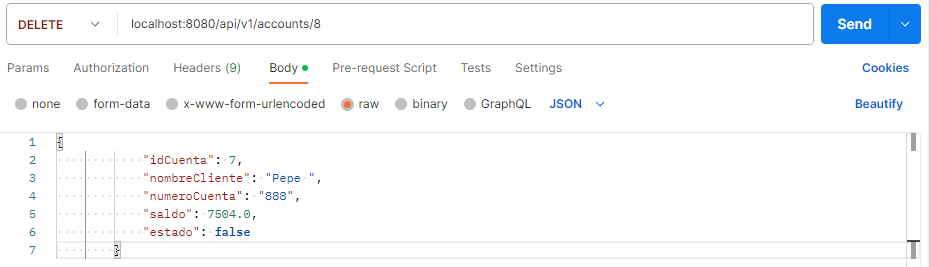 DELETE localhost:8080/api/v1/accounts/8 Send
Params Authorization Headers (9) Body Pre-request Script Tests Settings Cookies
none form-data x-www-form-urlencoded raw binary GraphQL JSON Beautify
1 {
2 "idCuenta": 7,
3 "nombreCliente": "Pepe ",
4 "numeroCuenta": "888",
5 "saldo": 7504.0,
6 "estado": false
7 }